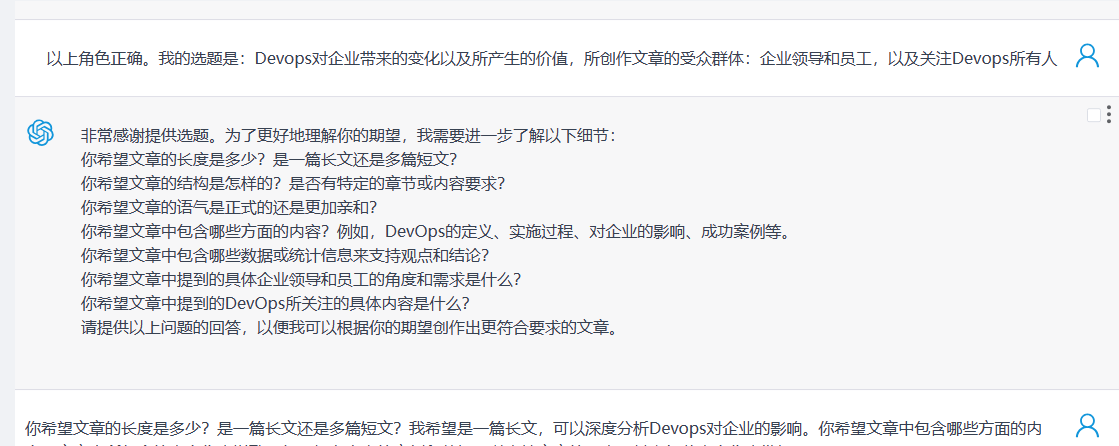 以上角色正确。我的选题是：Devops对企业带来的变化以及所产生的价值，所创作文章的受众群体：企业领导和员工，以及关注Devops所有人
非常感谢提供选题。为了更好地理解你的期望，我需要进一步了解以下细节：
你希望文章的长度是多少？是一篇长文还是多篇短文？
你希望文章的结构是怎样的？是否有特定的章节或内容要求？
你希望文章的语气是正式的还是更加亲和？
你希望文章中包含哪些方面的内容？例如，DevOps的定义、实施过程、对企业的影响、成功案例等。
你希望文章中包含哪些数据或统计信息来支持观点和结论？
你希望文章中提到的具体企业领导和员工的角度和需求是什么？
你希望文章中提到的DevOps所关注的具体内容是什么？
请提供以上问题的回答，以便我可以根据你的期望创作出更符合要求的文章。
你希望文章的长度是多少？是一篇长文还是多篇短文？我希望是一篇长文，可以深度分析Devops对企业的影响。你希望文章中包含哪些方面的内